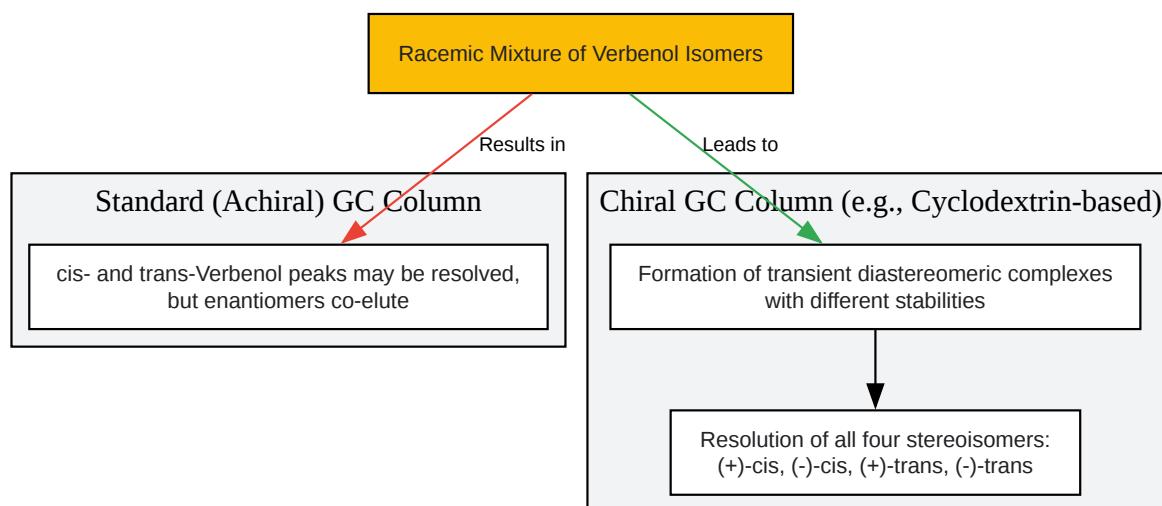 Racemic Mixture of Verbenol Isomers
Results in
Leads to
Standard (Achiral) GC Column
cis- and trans-Verbenol peaks may be resolved,
but enantiomers co-elute
Chiral GC Column (e.g., Cyclodextrin-based)
Formation of transient diastereomeric complexes
with different stabilities
Resolution of all four stereoisomers:
(+)-cis, (-)-cis, (+)-trans, (-)-trans